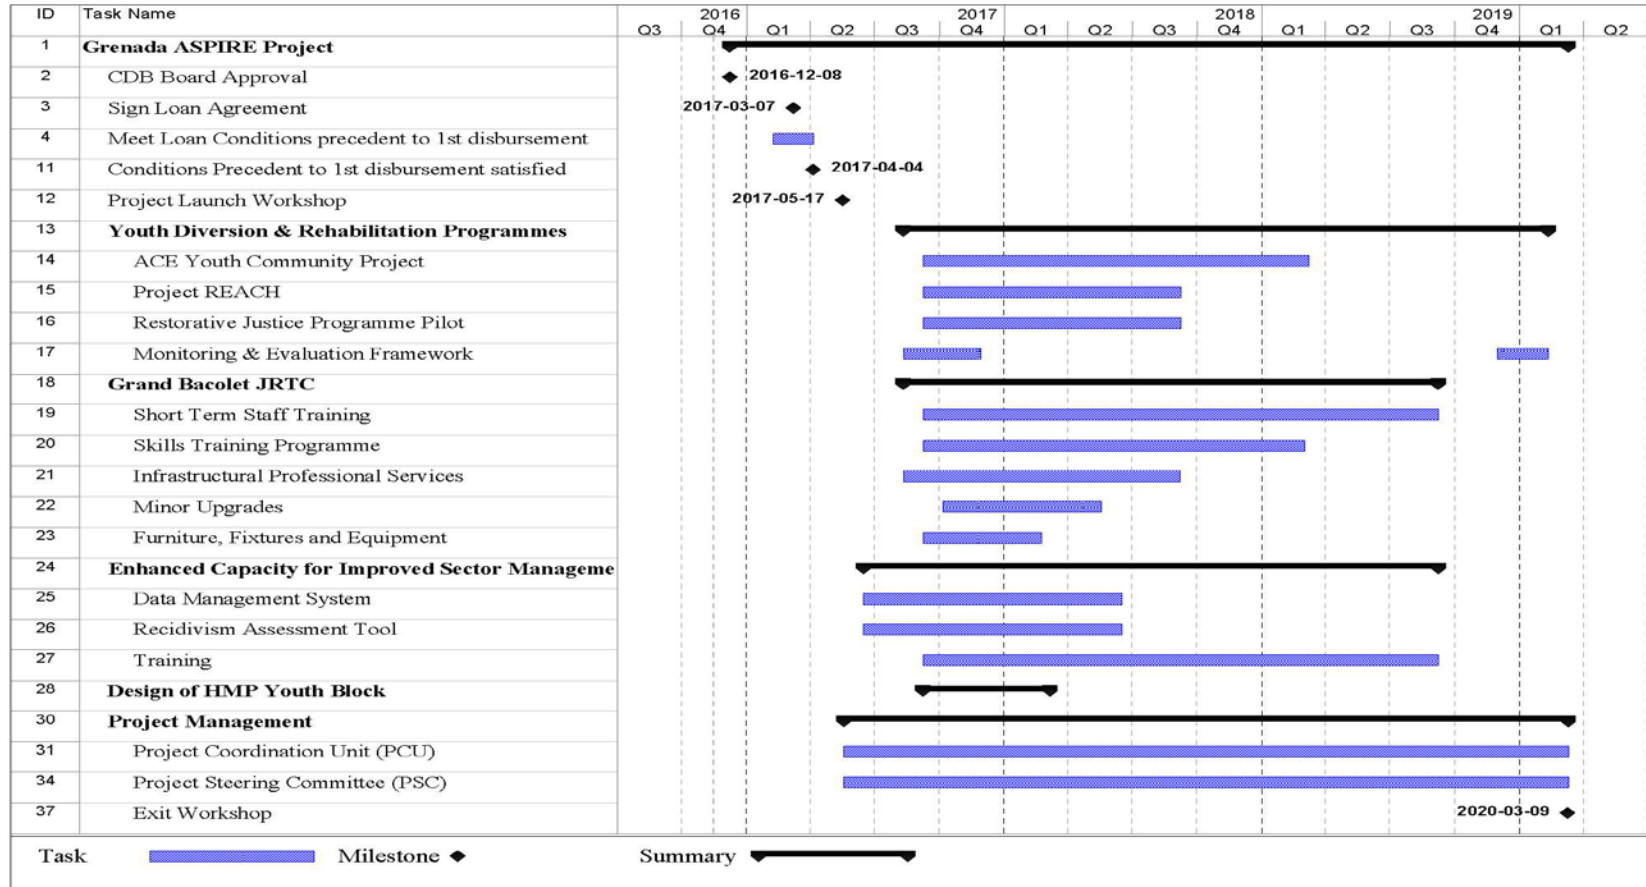 ID Task Name 2016 2017 2018 2019
Q3 Q4 Q1 Q2 Q3 Q4 Q1 Q2 Q3 Q4 Q1 Q2 Q3 Q4 Q1 Q2
1 Grenada ASPIRE Project
2 CDB Board Approval 2016-12-08
3 Sign Loan Agreement 2017-03-07
4 Meet Loan Conditions precedent to 1st disbursement
11 Conditions Precedent to 1st disbursement satisfied 2017-04-04
12 Project Launch Workshop 2017-05-17
13 Youth Diversion & Rehabilitation Programmes
14 ACE Youth Community Project
15 Project REACH
16 Restorative Justice Programme Pilot
17 Monitoring & Evaluation Framework
18 Grand Bacolet JRTC
19 Short Term Staff Training
20 Skills Training Programme
21 Infrastructural Professional Services
22 Minor Upgrades
23 Furniture, Fixtures and Equipment
24 Enhanced Capacity for Improved Sector Manageme
25 Data Management System
26 Recidivism Assessment Tool
27 Training
28 Design of HMP Youth Block
30 Project Management
31 Project Coordination Unit (PCU)
34 Project Steering Committee (PSC)
37 Exit Workshop 2020-03-09
Task Milestone Summary